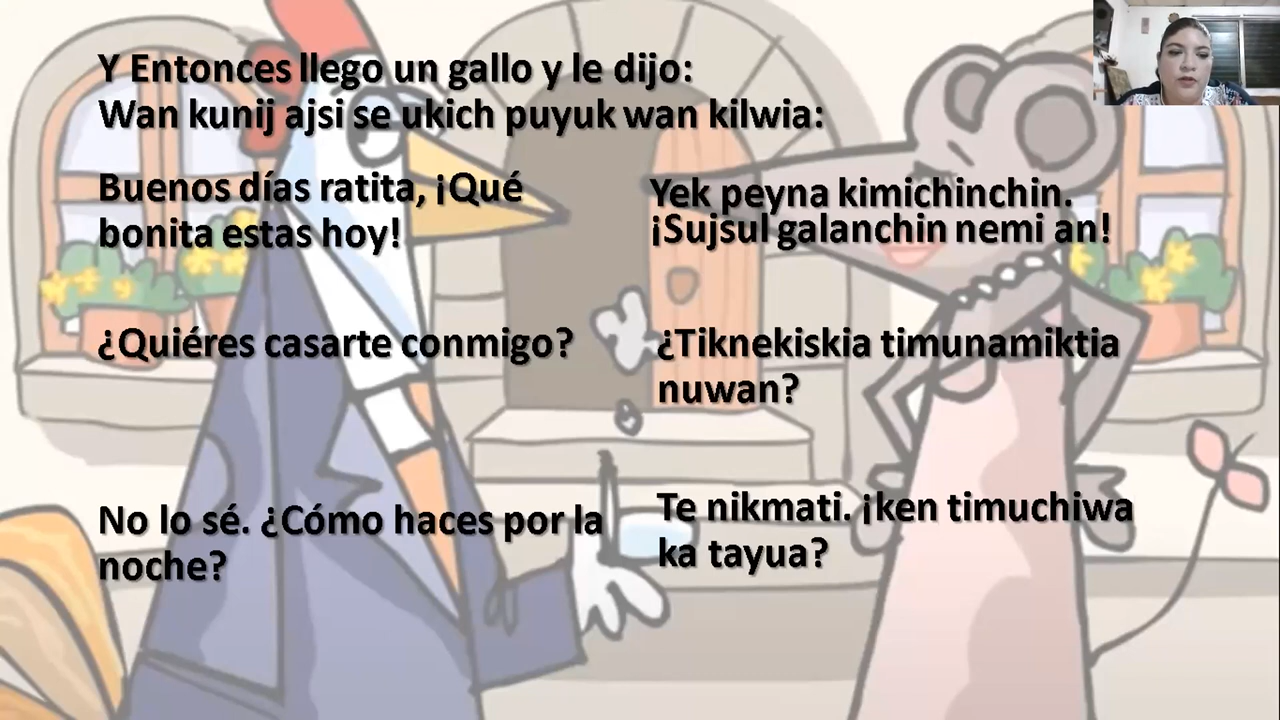 Y Entonces llego un gallo y le dijo:
Wan kunij ajsi se ukich puyuk wan kilwia:
Buenos días ratita, ¡Qué
bonita estas hoy!
Yek peyna kimichinchin.
¡Sujsul galanchin nemi an!
¿Quiéres casarte conmigo?
¿Tiknekiskia timunamiktia
nuwan?
No lo sé. ¿Cómo haces por la
noche?
Te nikmati. ¡ken timuchiwa
ka tayua?